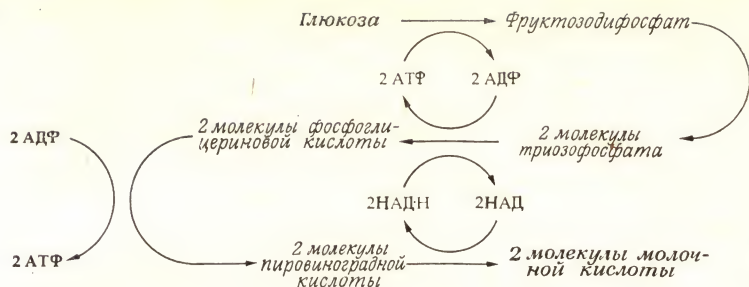 Глюкоза
Фруктозодифосфат
2 АТФ
2 АДФ
2 АДФ
2 молекулы фосфогли-
цериновой кислоты
2 молекулы
триозофосфата
2НАД·Н
2НАД
2 АТФ
2 молекулы
пировиноградной
кислоты
2 молекулы молоч-
ной кислоты